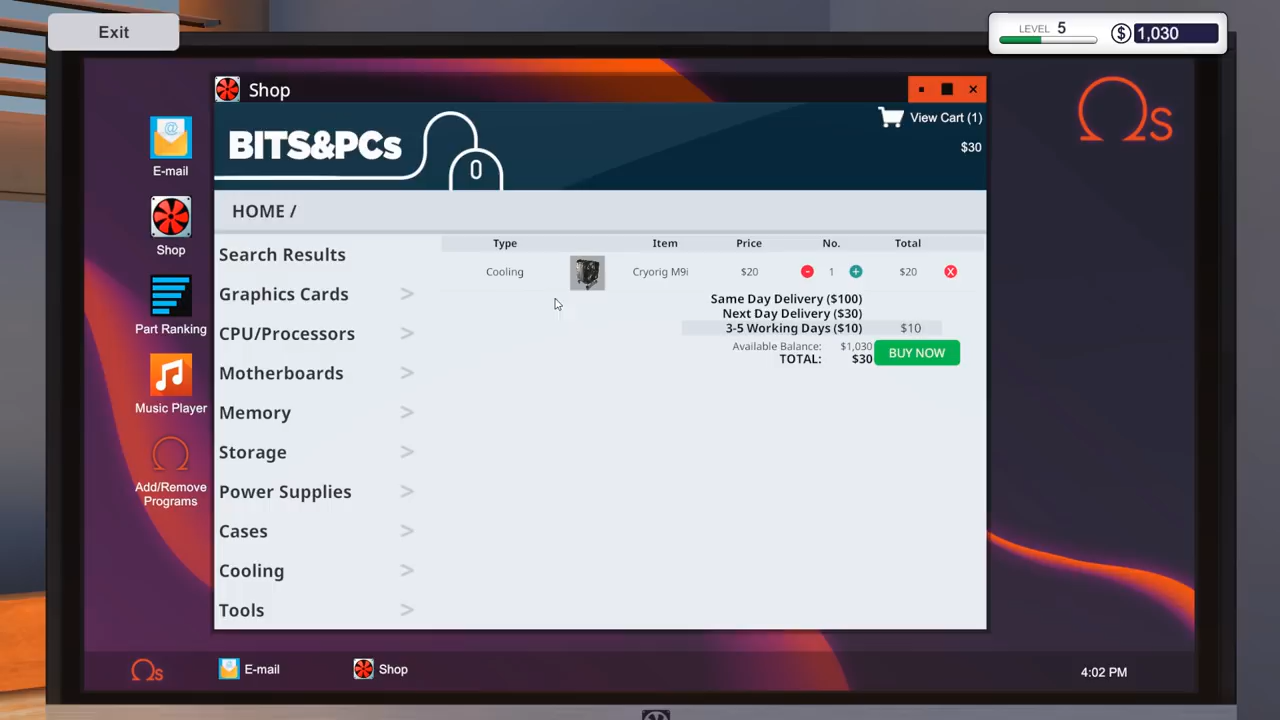 Exit
LEVEL 5
$ 1,030
Shop
BITS&PCs
View Cart (1)
$30
HOME /
E-mail
Shop
Part Ranking
Music Player
Add/Remove
Programs
Search Results
Graphics Cards >
CPU/Processors >
Motherboards >
Memory >
Storage >
Power Supplies >
Cases >
Cooling >
Tools >
Type Item Price No. Total
Cooling Cryorig M9i $20 - 1 + $20 X
Same Day Delivery ($100)
Next Day Delivery ($30)
3-5 Working Days ($10) $10
Available Balance: $1,030
TOTAL: $30
BUY NOW
Ωs
Ωs
E-mail
Shop
4:02 PM